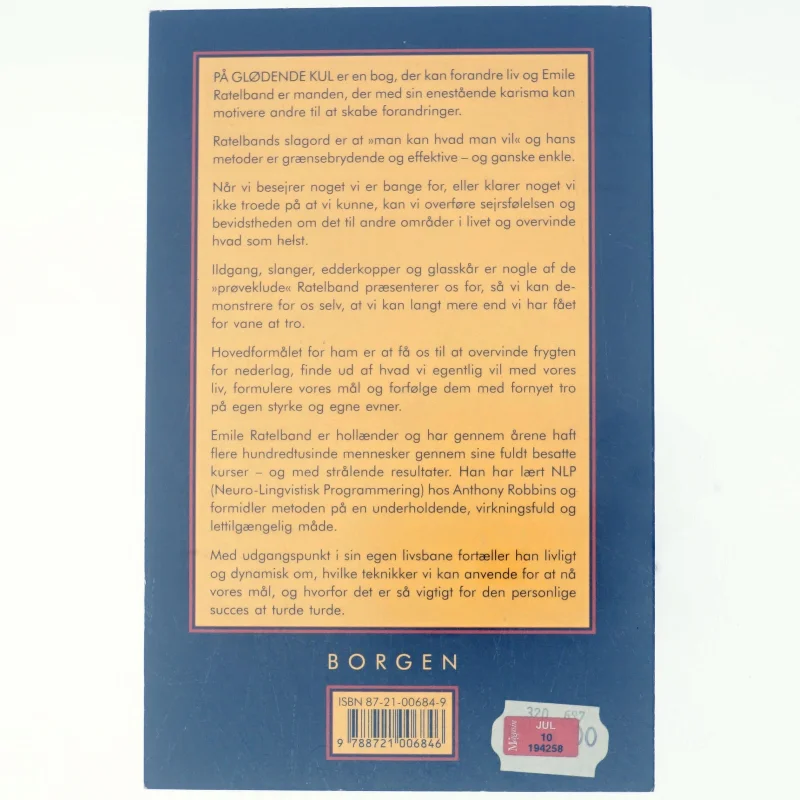 PÅ GLØDENDE KUL er en bog, der kan forandre liv og Emile
Ratelband er manden, der med sin enestående karisma kan
motivere andre til at skabe forandringer.
Ratelbands slagord er at »man kan hvad man vil« og hans
metoder er grænsebrydende og effektive – og ganske enkle.
Når vi besejrer noget vi er bange for, eller klarer noget vi
ikke troede på at vi kunne, kan vi overføre sejrsfølelsen og
bevidstheden om det til andre områder i livet og overvinde
hvad som helst.
Ildgang, slanger, edderkopper og glasskår er nogle af de
»prøveklude« Ratelband præsenterer os for, så vi kan de-
monstrere for os selv, at vi kan langt mere end vi har fået
for vane at tro.
Hovedformålet for ham er at få os til at overvinde frygten
for nederlag, finde ud af hvad vi egentlig vil med vores
liv, formulere vores mål og forfølge dem med fornyet tro
på egen styrke og egne evner.
Emile Ratelband er hollænder og har gennem årene haft
flere hundredtusinde mennesker gennem sine fuldt besatte
kurser – og med strålende resultater. Han har lært NLP
(Neuro-Lingvistisk Programmering) hos Anthony Robbins og
formidler metoden på en underholdende, virkningsfuld og
lettilgængelig måde.
Med udgangspunkt i sin egen livsbane fortæller han livligt
og dynamisk om, hvilke teknikker vi kan anvende for at nå
vores mål, og hvorfor det er så vigtigt for den personlige
succes at turde turde.
BORGEN
ISBN 87-21-00684-9
9 788721 006846
320
JUL
10
194258